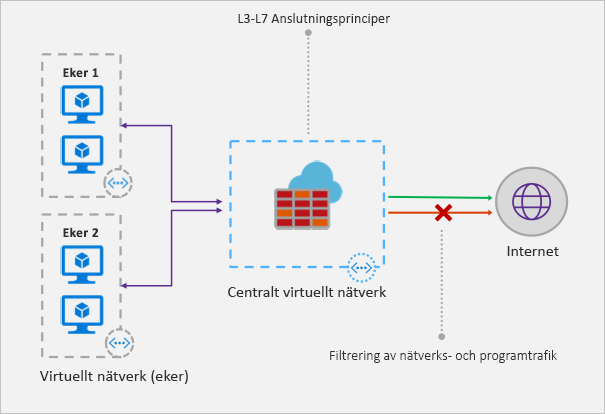 L3-L7 Anslutningsprinciper
Eker 1
Eker 2
Virtuellt nätverk (eker)
Centralt virtuellt nätverk
Internet
Filtrering av nätverks- och programtrafik